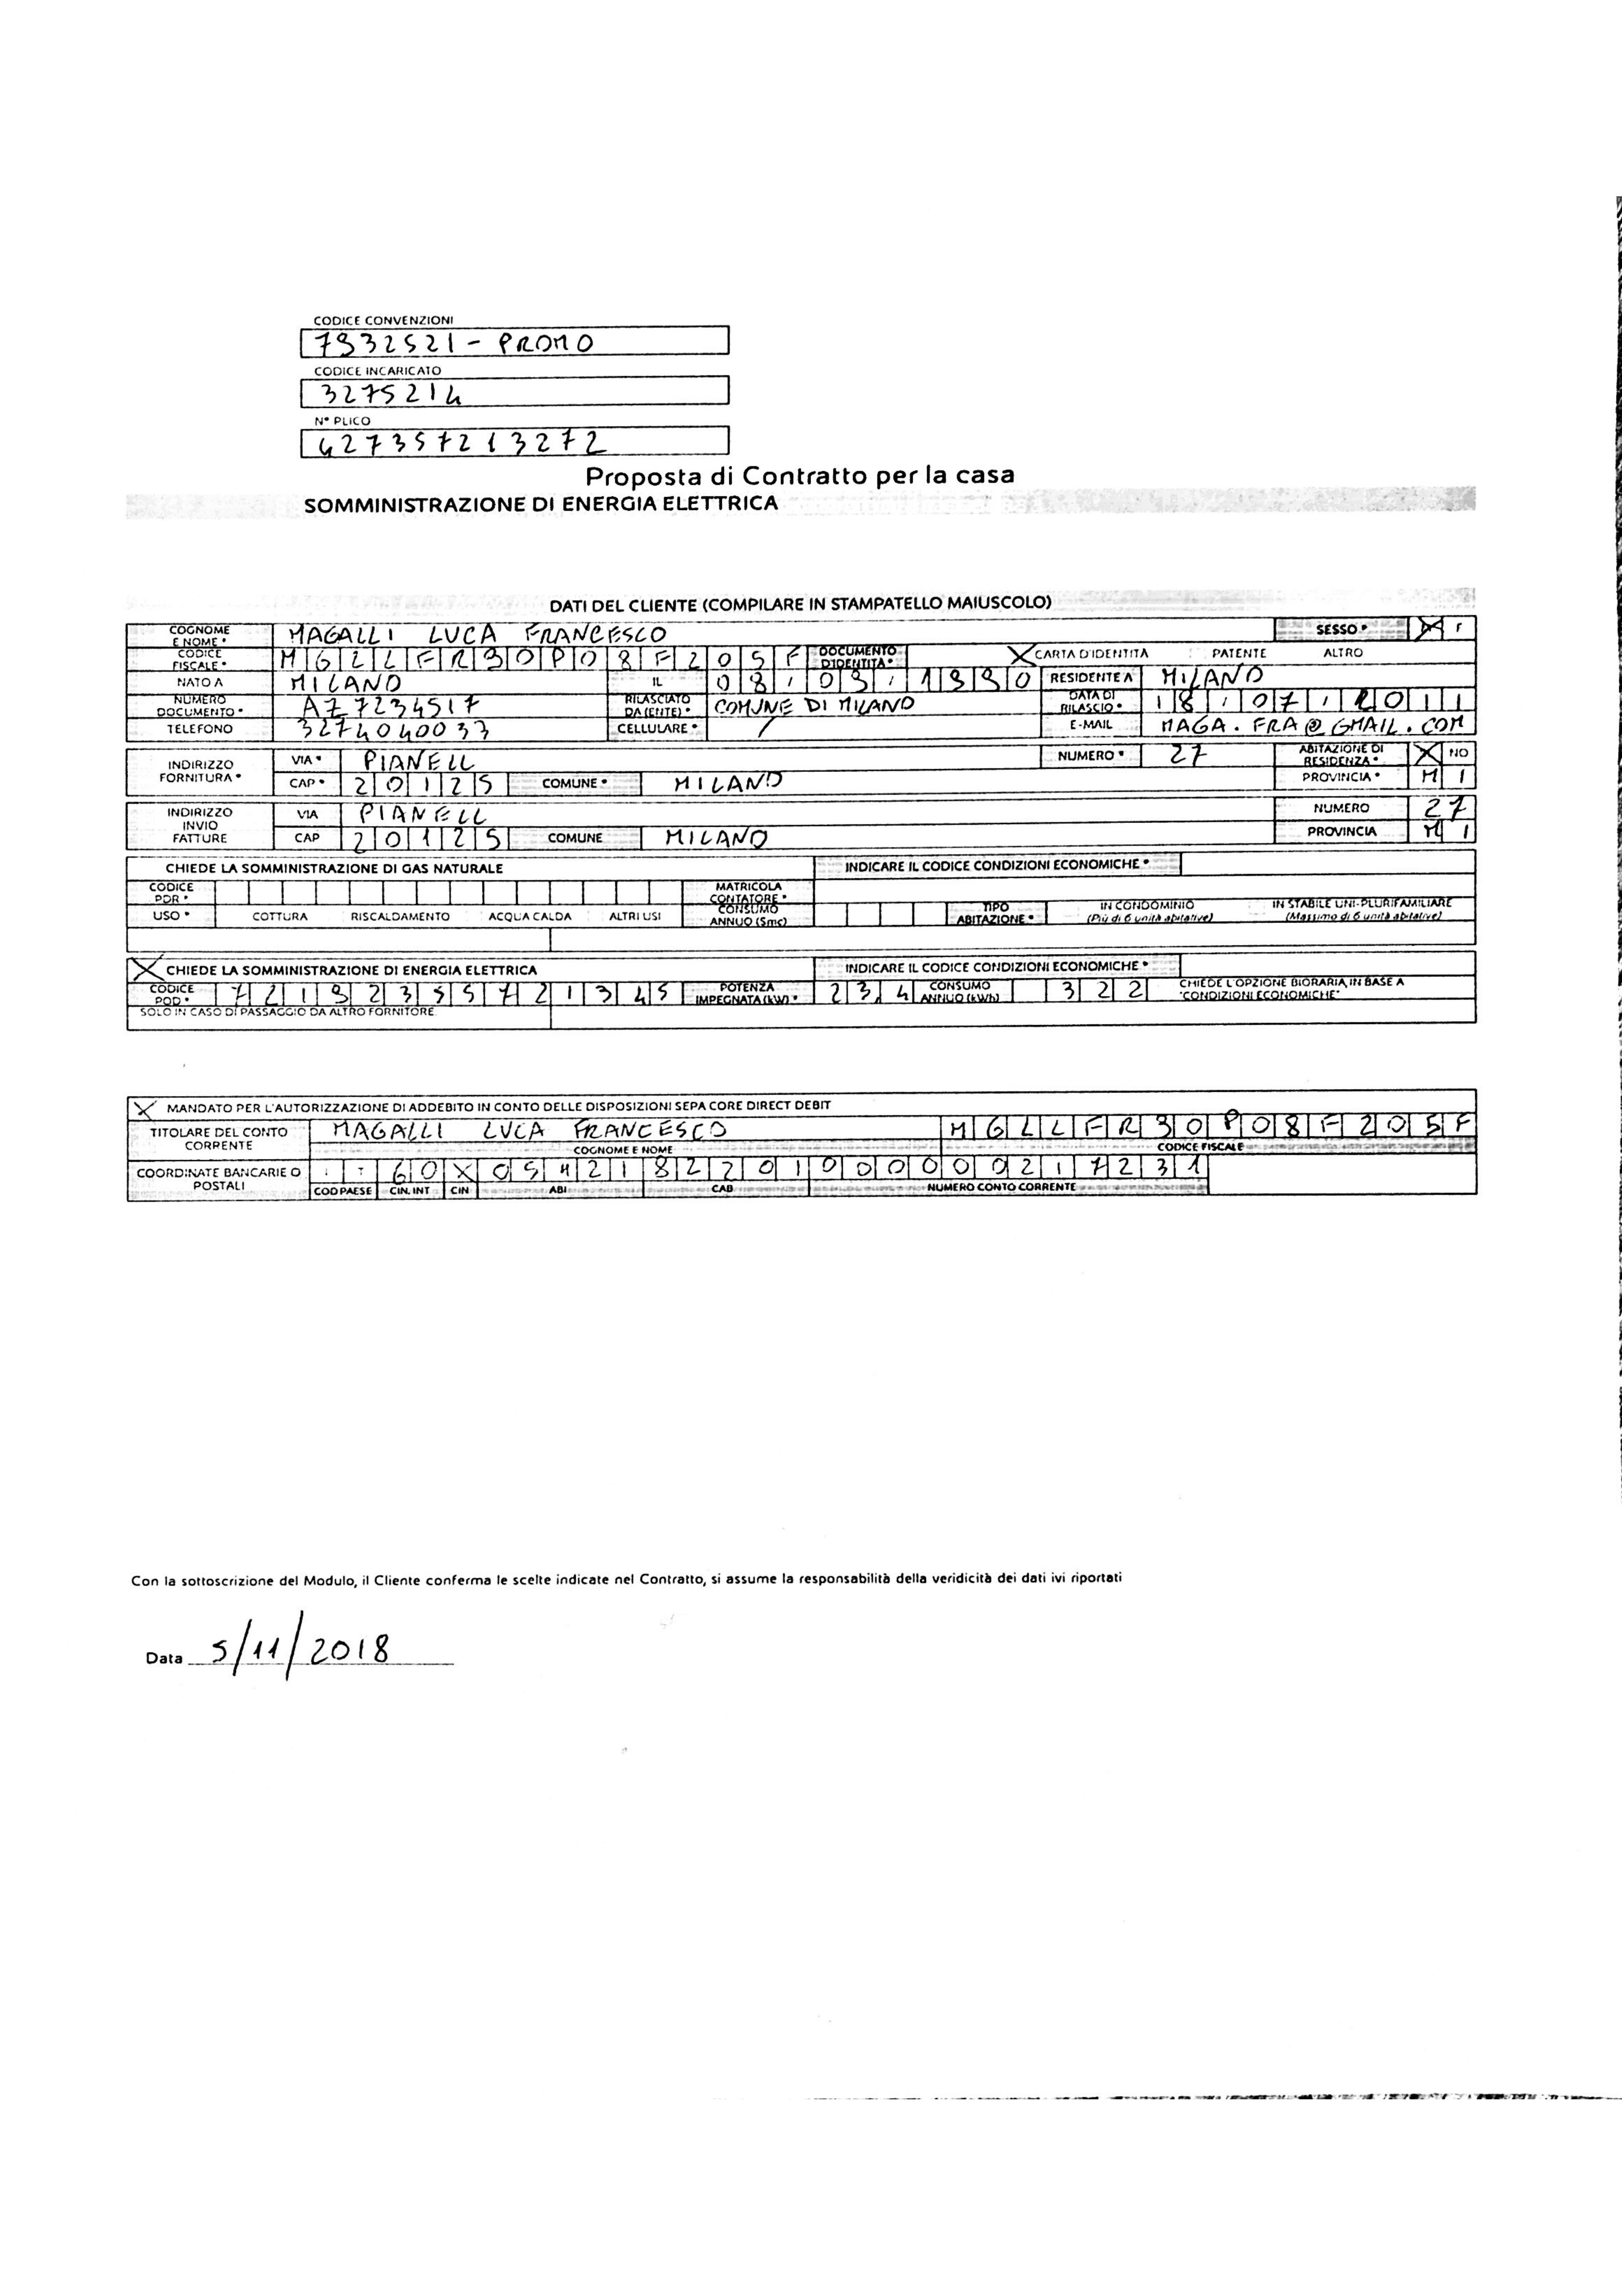 CODICE CONVENZIONI
7932521 - PROMO
CODICE INCARICATO
3275214
N° PLICO
427357213272
Proposta di Contratto per la casa
SOMMINISTRAZIONE DI ENERGIA ELETTRICA
DATI DEL CLIENTE (COMPILARE IN STAMPATELLO MAIUSCOLO)
COGNOME E NOME * MAGALLI LUCA FRANCESCO SESSO * F
CODICE FISCALE * MGLLFR90P08F205F DOCUMENTO D'IDENTITA * X CARTA D'IDENTITA PATENTE ALTRO
NATO A MILANO IL 08.09.1990 RESIDENTE A MILANO
NUMERO DOCUMENTO * A77234517 RILASCIATO DA (ENTE) * COMUNE DI MILANO DATA DI RILASCIO * 18.07.2011
TELEFONO 3274040033 CELLULARE * / E-MAIL MAGA.FRA@GMAIL.COM
INDIRIZZO FORNITURA * VIA * PIANELL NUMERO * 27 ABITAZIONE DI RESIDENZA * X NO
CAP * 20125 COMUNE * MILANO PROVINCIA * MI
INDIRIZZO INVIO FATTURE VIA PIANELL NUMERO 27
CAP 20125 COMUNE MILANO PROVINCIA MI
CHIEDE LA SOMMINISTRAZIONE DI GAS NATURALE INDICARE IL CODICE CONDIZIONI ECONOMICHE *
CODICE PDR * MATRICOLA CONTATORE *
USO * COTTURA RISCALDAMENTO ACQUA CALDA ALTRI USI CONSUMO ANNUO (Smc) TIPO ABITAZIONE * IN CONDOMINIO (Più di 6 unità abitative) IN STABILE UNI-PLURIFAMILIARE (Massimo di 6 unità abitative)
X CHIEDE LA SOMMINISTRAZIONE DI ENERGIA ELETTRICA INDICARE IL CODICE CONDIZIONI ECONOMICHE *
CODICE POD * 72192355721345 POTENZA IMPEGNATA (kW) * 23,4 CONSUMO ANNUO (kWh) 322 CHIEDE L'OPZIONE BIORARIA, IN BASE A "CONDIZIONI ECONOMICHE"
SOLO IN CASO DI PASSAGGIO DA ALTRO FORNITORE
X MANDATO PER L'AUTORIZZAZIONE DI ADDEBITO IN CONTO DELLE DISPOSIZIONI SEPA CORE DIRECT DEBIT
TITOLARE DEL CONTO CORRENTE MAGALLI LUCA FRANCESCO MGLLFR90P08F205F
COGNOME E NOME CODICE FISCALE
COORDINATE BANCARIE O POSTALI I T 60 X 05421 82201 000000217231
COD PAESE CIN. INT CIN ABI CAB NUMERO CONTO CORRENTE
Con la sottoscrizione del Modulo, il Cliente conferma le scelte indicate nel Contratto, si assume la responsabilità della veridicità dei dati ivi riportati
Data 5/11/2018